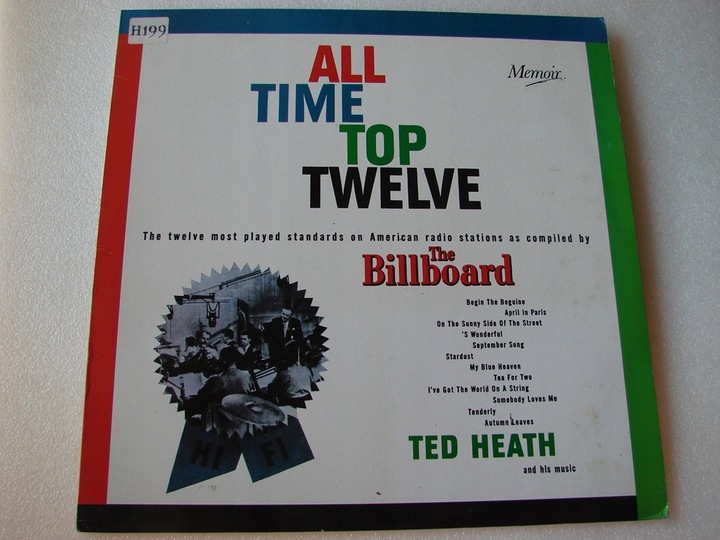 H199
ALL
TIME
TOP
TWELVE
Memoir
The twelve most played standards on American radio stations as compiled by
The
Billboard
Begin The Beguine
April in Paris
On The Sunny Side Of The Street
'S Wonderful
September Song
Stardust
My Blue Heaven
Tea For Two
I've Got The World On A String
Somebody Loves Me
Tenderly
Autumn Leaves
HI FI
TED HEATH
and his music